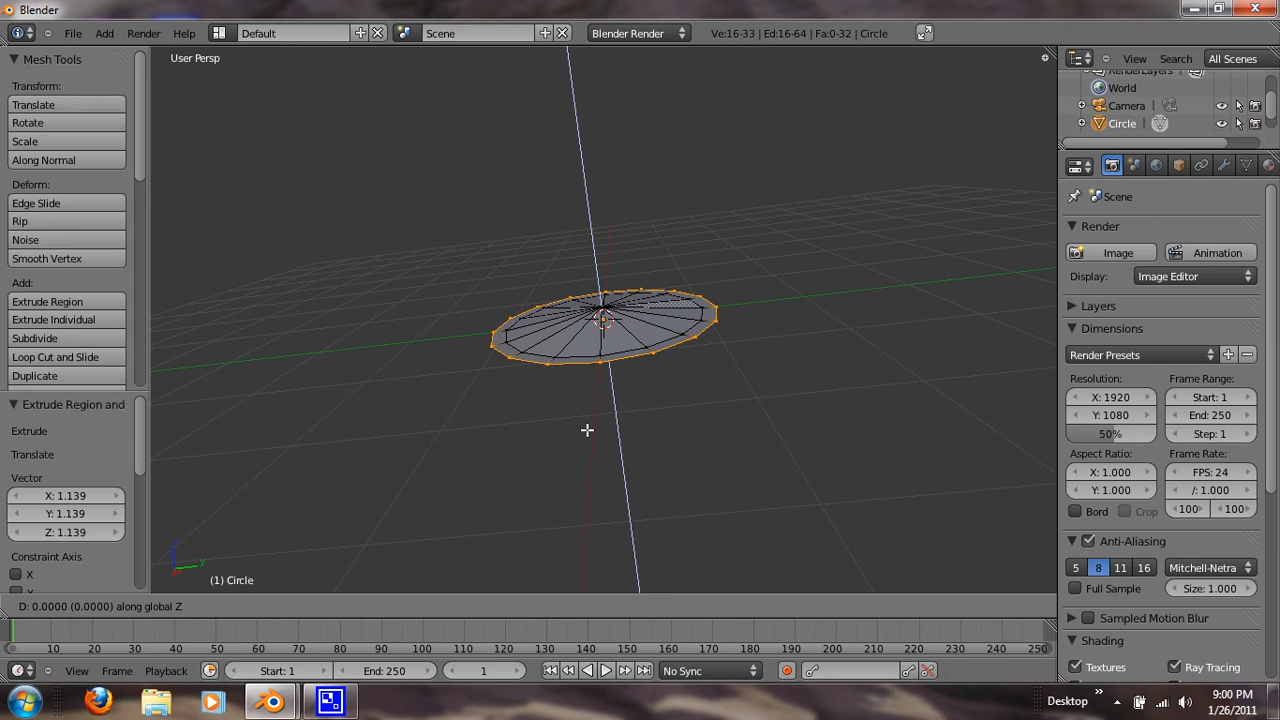 Blender
File Add Render Help Default Scene Blender Render Ve:16-33 | Ed:16-64 | Fa:0-32 | Circle
Mesh Tools
Transform:
Translate
Rotate
Scale
Along Normal
Deform:
Edge Slide
Rip
Noise
Smooth Vertex
Add:
Extrude Region
Extrude Individual
Subdivide
Loop Cut and Slide
Duplicate
Extrude Region and
Extrude
Translate
Vector
X: 1.139
Y: 1.139
Z: 1.139
Constraint Axis
X
User Persp
y
(1) Circle
D: 0.0000 (0.0000) along global Z
View Search All Scenes
RenderLayers
World
Camera
Circle
Scene
Render
Image Animation
Display: Image Editor
Layers
Dimensions
Render Presets
Resolution: Frame Range:
X: 1920 Start: 1
Y: 1080 End: 250
50% Step: 1
Aspect Ratio: Frame Rate:
X: 1.000 FPS: 24
Y: 1.000 /: 1.000
Bord Crop 100 100
Anti-Aliasing
5 8 11 16 Mitchell-Netra
Full Sample Size: 1.000
Sampled Motion Blur
Shading
Textures Ray Tracing
10 20 30 40 50 60 70 80 90 100 110 120 130 140 150 160 170 180 190 200 210 220 230 240 250
View Frame Playback Start: 1 End: 250 1 No Sync
Desktop » 9:00 PM
1/26/2011